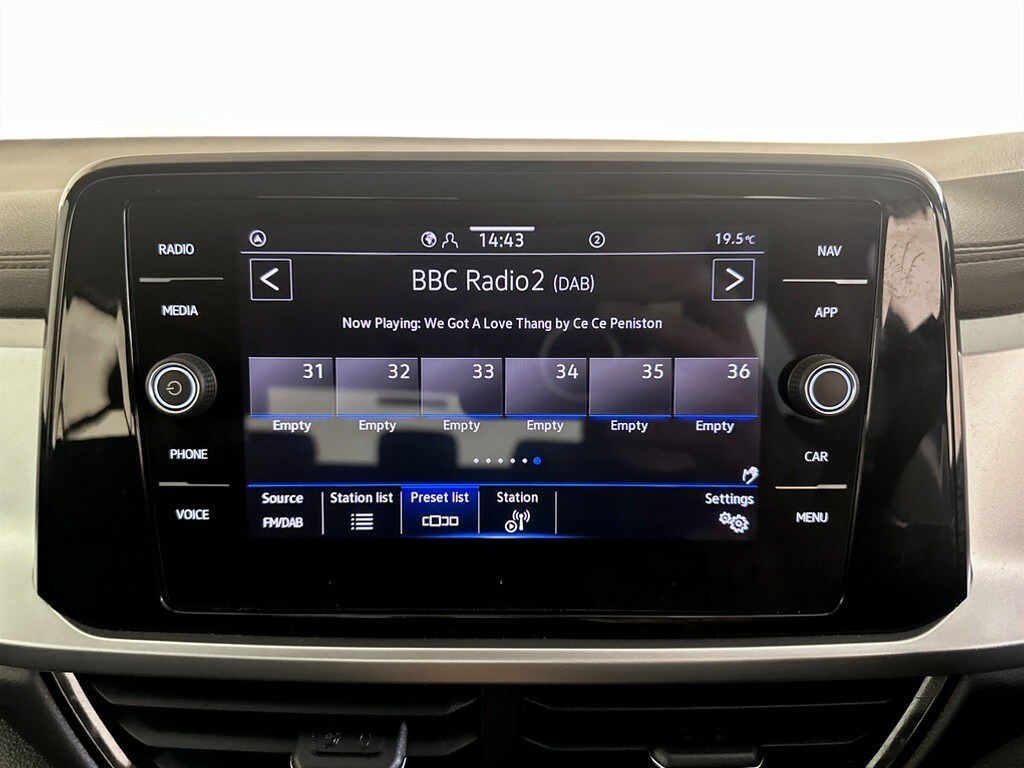 RADIO
MEDIA
PHONE
VOICE
14:43
2
19.5°C
BBC Radio2 (DAB)
Now Playing: We Got A Love Thang by Ce Ce Peniston
31 32 33 34 35 36
Empty Empty Empty Empty Empty Empty
Source Station list Preset list Station Settings
FM/DAB
NAV
APP
CAR
MENU